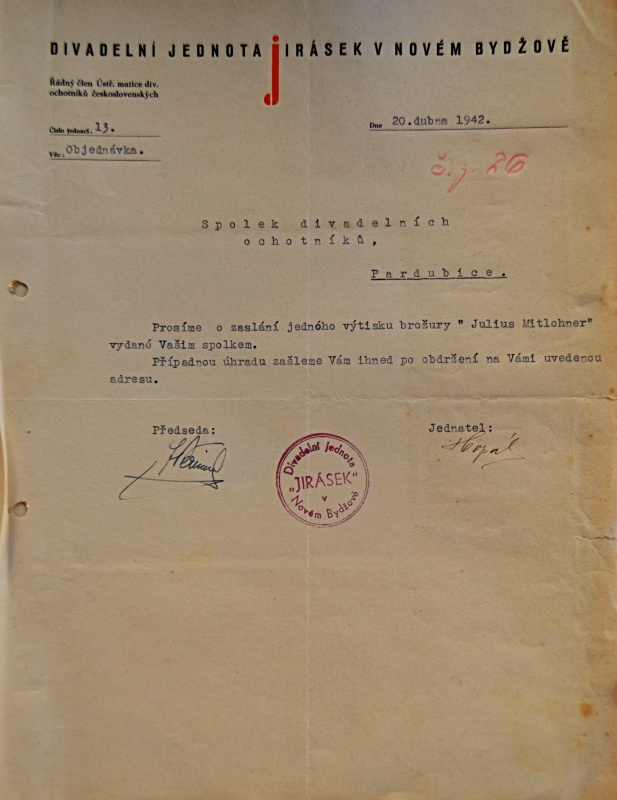 DIVADELNÍ JEDNOTA JIRÁSEK V NOVÉM BYDŽOVĚ
Řádný člen Ústř. matice div.
ochotníků československých
Číslo jednací: 13.
Dne 20.dubna 1942.
Věc: Objednávka.
č. j. 26
Spolek divadelních
ochotníků,
Pardubice.
Prosíme o zaslání jednoho výtisku brožury " Julius Mitlohner"
vydané Vašim spolkem.
Případnou úhradu zašleme Vám ihned po obdržení na Vámi uvedenou
adresu.
Předseda:
Jednatel:
Divadelní jednota
„JIRÁSEK"
v
Novém Bydžově